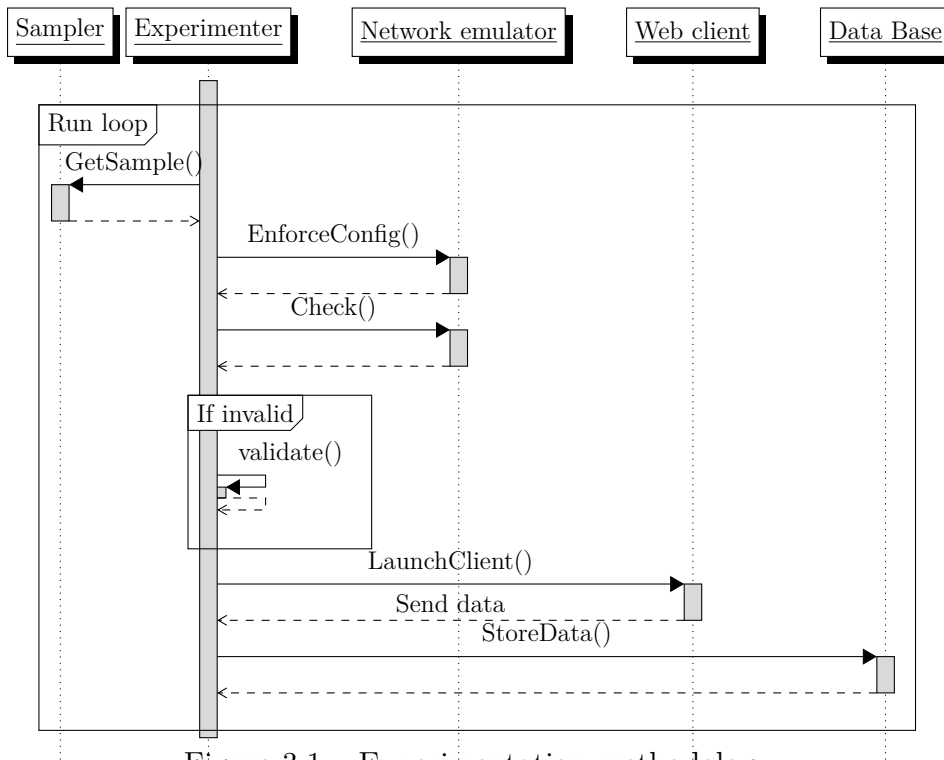 Sampler
Experimenter
Network emulator
Web client
Data Base
Run loop
GetSample()
EnforceConfig()
Check()
If invalid
validate()
LaunchClient()
Send data
StoreData()